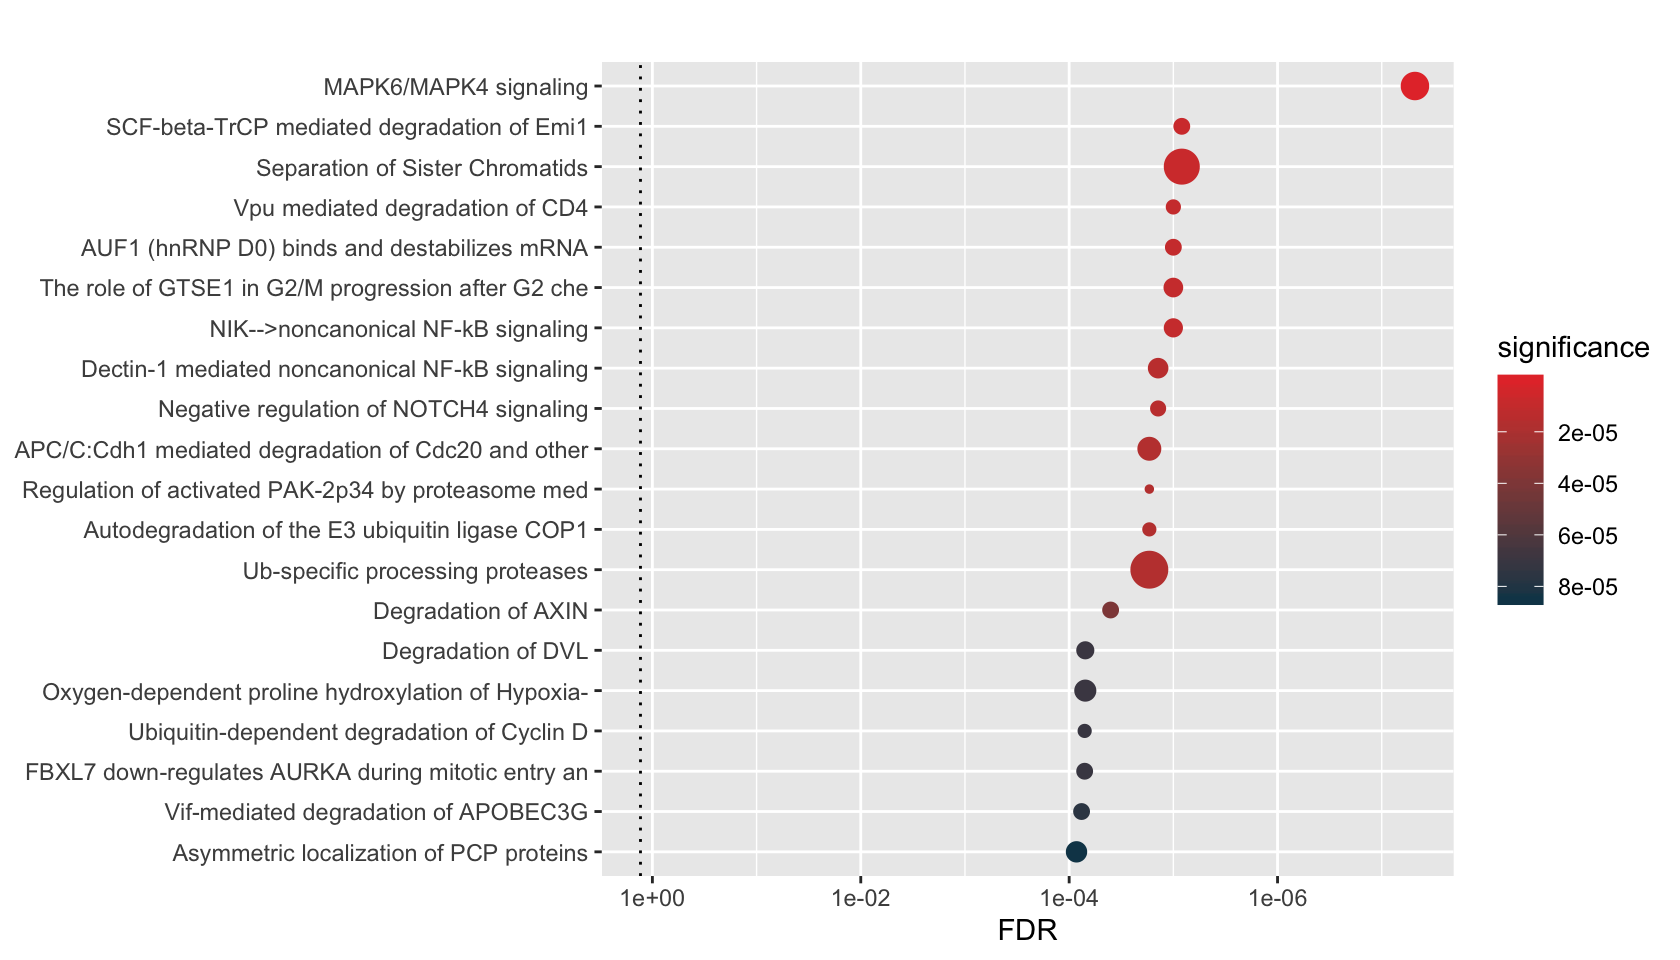 MAPK6/MAPK4 signaling
SCF-beta-TrCP mediated degradation of Emi1
Separation of Sister Chromatids
Vpu mediated degradation of CD4
AUF1 (hnRNP D0) binds and destabilizes mRNA
The role of GTSE1 in G2/M progression after G2 che
NIK-->noncanonical NF-kB signaling
Dectin-1 mediated noncanonical NF-kB signaling
Negative regulation of NOTCH4 signaling
APC/C:Cdh1 mediated degradation of Cdc20 and other
Regulation of activated PAK-2p34 by proteasome med
Autodegradation of the E3 ubiquitin ligase COP1
Ub-specific processing proteases
Degradation of AXIN
Degradation of DVL
Oxygen-dependent proline hydroxylation of Hypoxia-
Ubiquitin-dependent degradation of Cyclin D
FBXL7 down-regulates AURKA during mitotic entry an
Vif-mediated degradation of APOBEC3G
Asymmetric localization of PCP proteins
1e+00
1e-02
1e-04
1e-06
FDR
significance
2e-05
4e-05
6e-05
8e-05